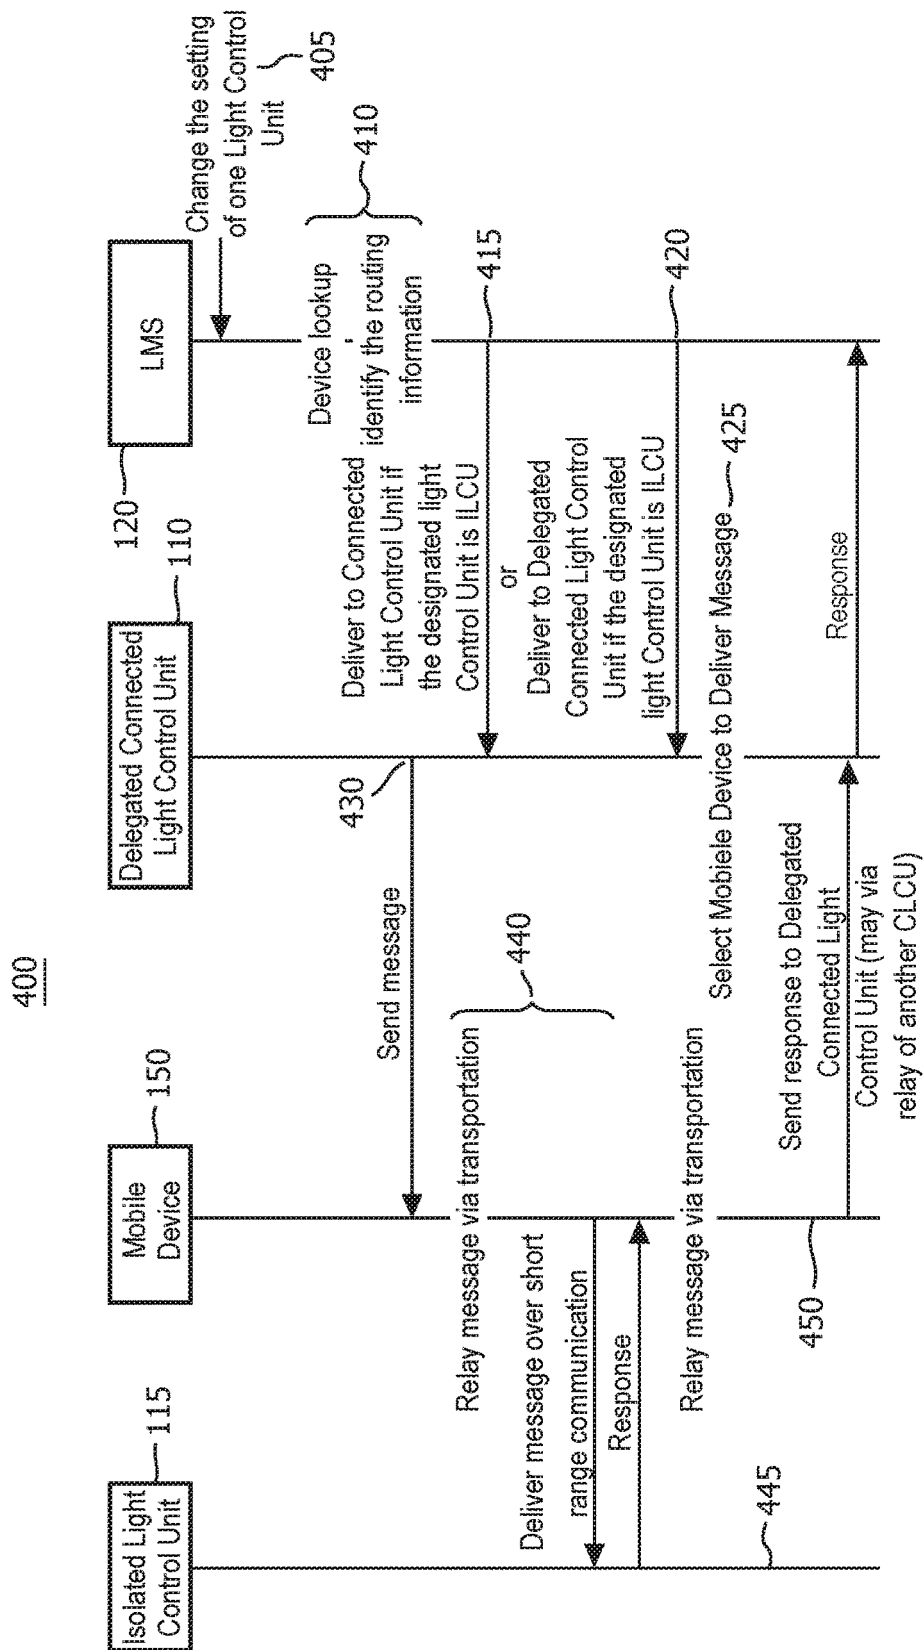 400
Isolated Light
Control Unit
115
Mobile
Device
150
Delegated Connected
Light Control Unit
110
LMS
120
Change the setting
of one Light Control
Unit
405
Device lookup
identify the routing
information
410
Deliver to Connected
Light Control Unit if
the designated light
Control Unit is ILCU
415
or
Deliver to Delegated
Connected Light Control
Unit if the designated
light Control Unit is ILCU
420
Select Mobiele Device to Deliver Message
425
430
Send message
Relay message via transportation
440
Deliver message over short
range communication
Response
Relay message via transportation
445
450
Send response to Delegated
Connected Light
Control Unit (may via
relay of another CLCU)
Response